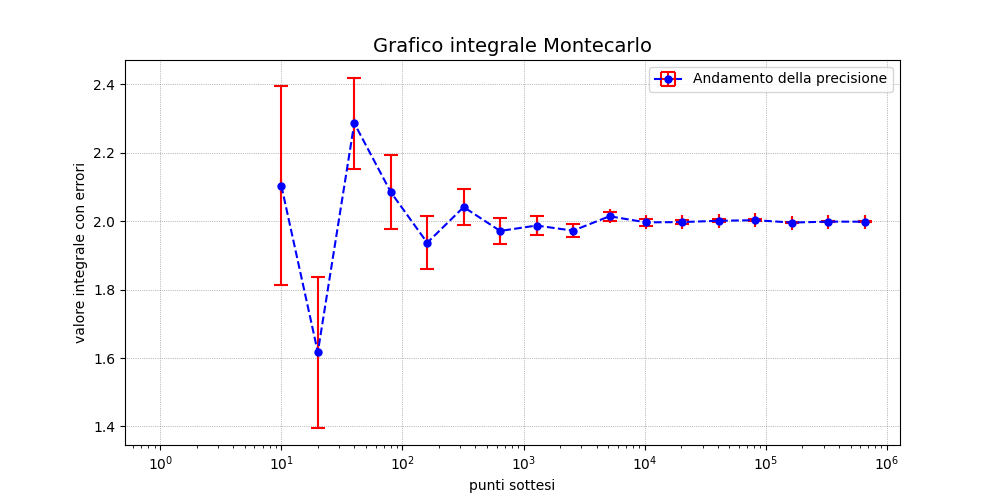 Grafico integrale Montecarlo
Andamento della precisione
valore integrale con errori
2.4
2.2
2.0
1.8
1.6
1.4
10⁰ 10¹ 10² 10³ 10⁴ 10⁵ 10⁶
punti sottesi